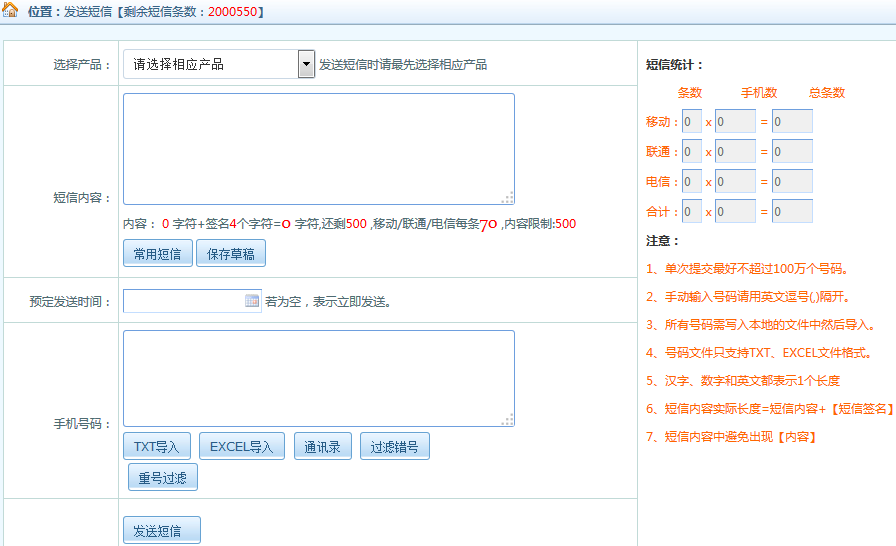 位置：发送短信【剩余短信条数：2000550】
选择产品： 请选择相应产品 发送短信时请最先选择相应产品
短信内容：
内容： 0 字符+签名4个字符=0 字符,还剩500 ,移动/联通/电信每条70 ,内容限制:500
常用短信 保存草稿
预定发送时间： 若为空，表示立即发送。
手机号码：
TXT导入 EXCEL导入 通讯录 过滤错号
重号过滤
发送短信
短信统计：
条数 手机数 总条数
移动：0 x 0 = 0
联通：0 x 0 = 0
电信：0 x 0 = 0
合计：0 x 0 = 0
注意：
1、单次提交最好不超过100万个号码。
2、手动输入号码请用英文逗号(,)隔开。
3、所有号码需写入本地的文件中然后导入。
4、号码文件只支持TXT、EXCEL文件格式。
5、汉字、数字和英文都表示1个长度
6、短信内容实际长度=短信内容+【短信签名】
7、短信内容中避免出现【内容】